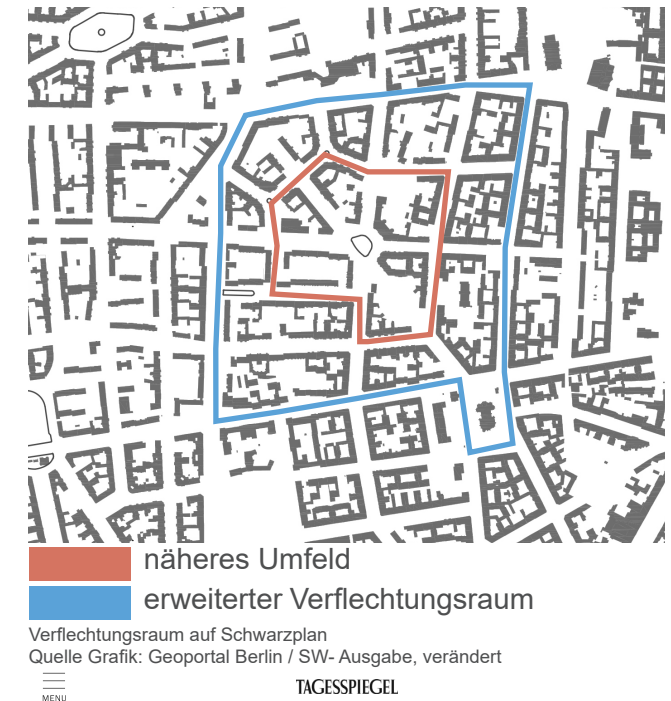 näheres Umfeld
erweiterter Verflechtungsraum
Verflechtungsraum auf Schwarzplan
Quelle Grafik: Geoportal Berlin / SW- Ausgabe, verändert
MENU
TAGESSPIEGEL